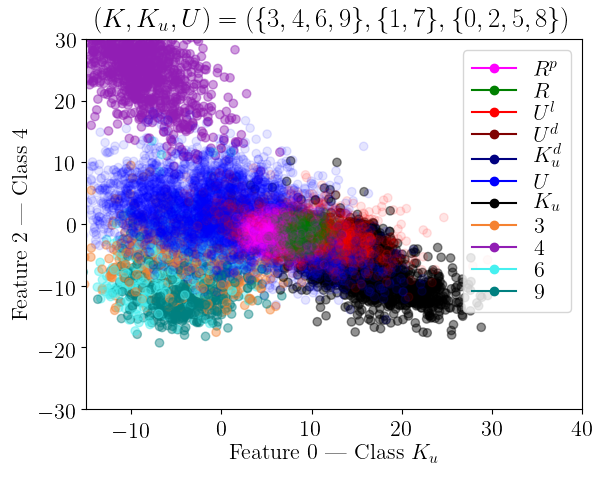 (K, K_u, U) = ({3, 4, 6, 9}, {1, 7}, {0, 2, 5, 8})
30
20
10
0
−10
−20
−30
Feature 2 — Class 4
R^p
R
U^l
U^d
K_u^d
U
K_u
3
4
6
9
−10
0
10
20
30
40
Feature 0 — Class K_u